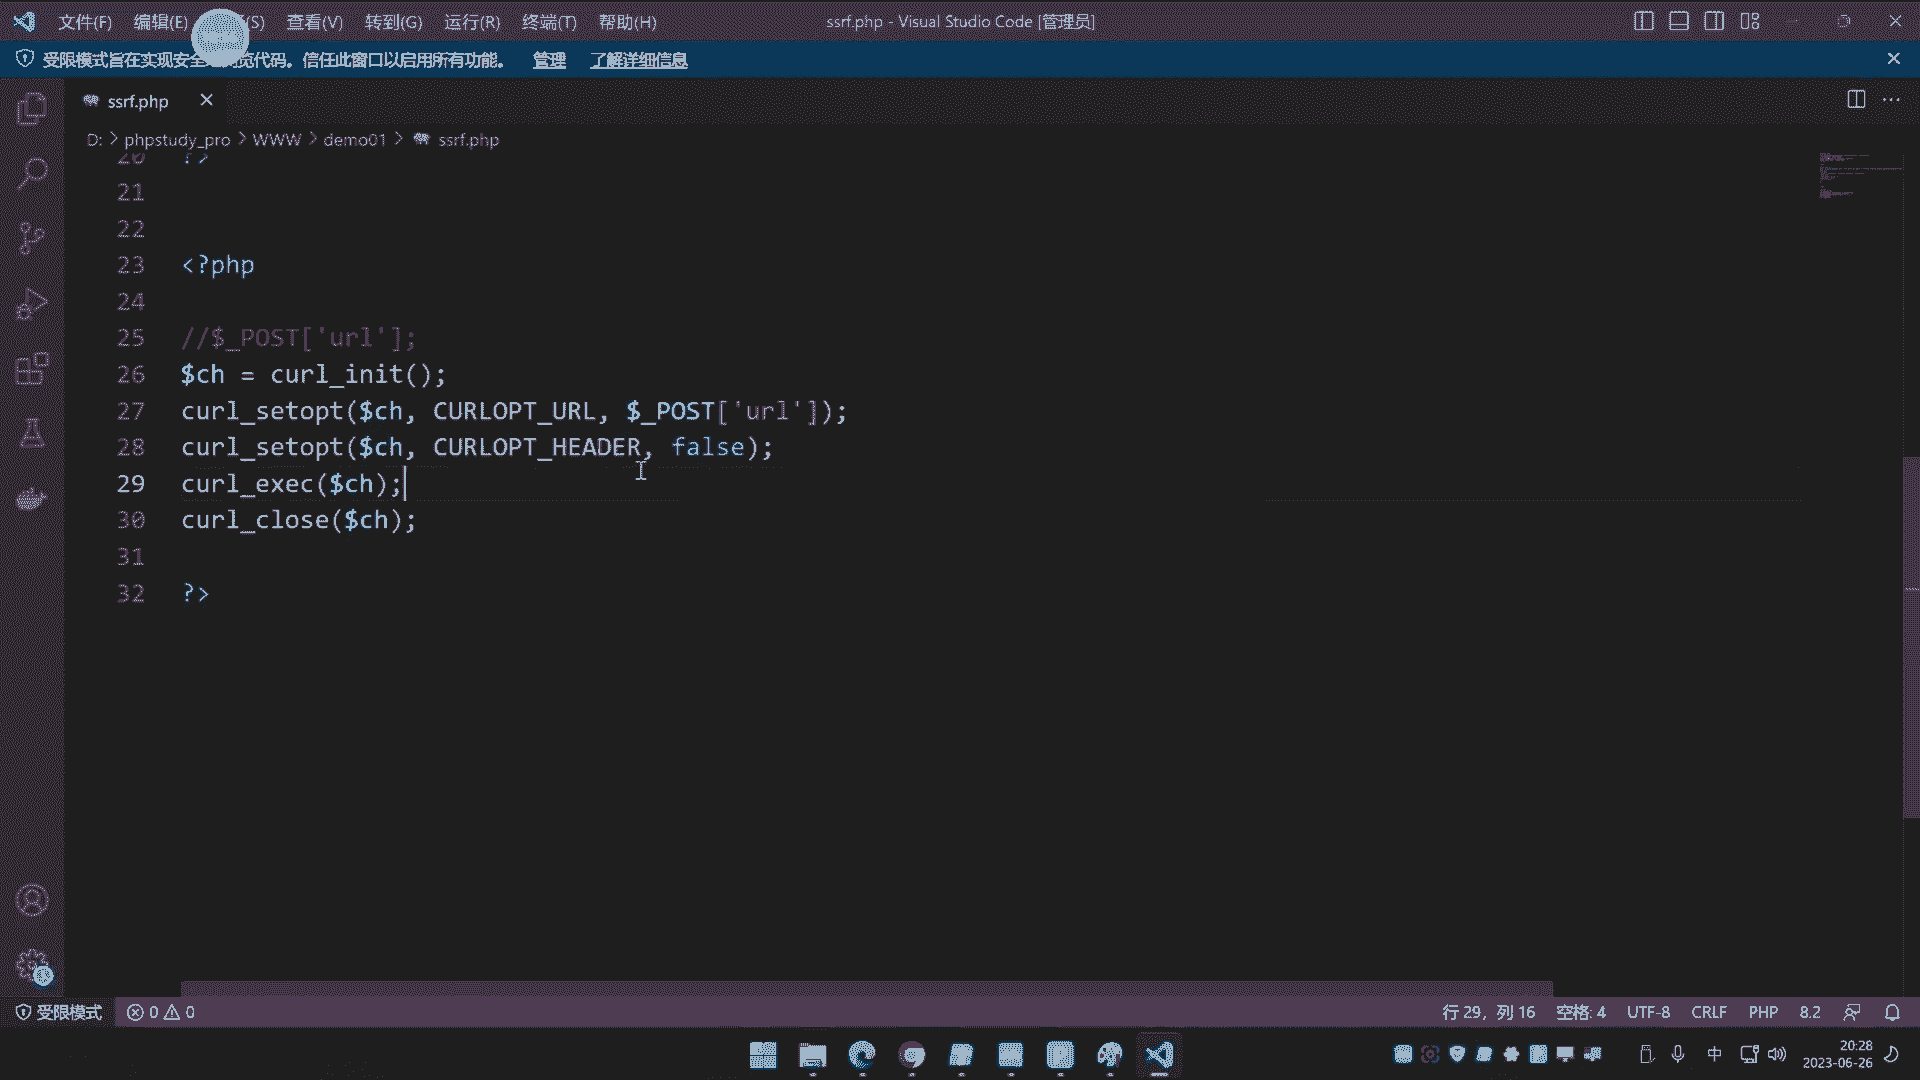 文件(F) 编辑(E) (S) 查看(V) 转到(G) 运行(R) 终端(T) 帮助(H) ssrf.php - Visual Studio Code [管理员]
受限模式旨在实现安全 览代码。信任此窗口以启用所有功能。 管理 了解详细信息
ssrf.php
D: > phpstudy_pro > WWW > demo01 > ssrf.php
20 ?>
21
22
23 <?php
24
25 //$_POST['url'];
26 $ch = curl_init();
27 curl_setopt($ch, CURLOPT_URL, $_POST['url']);
28 curl_setopt($ch, CURLOPT_HEADER, false);
29 curl_exec($ch);
30 curl_close($ch);
31
32 ?>
受限模式 0 0 行 29，列 16 空格: 4 UTF-8 CRLF PHP 8.2
中 20:28
2023-06-26